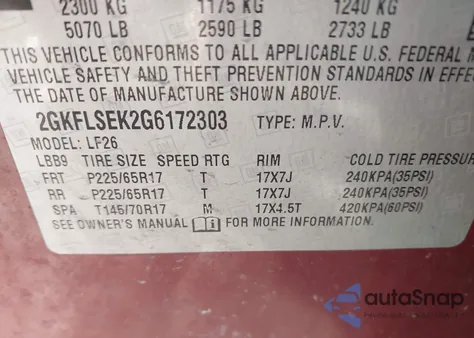 2300 KG 1175 KG 1240 KG
5070 LB 2590 LB 2733 LB
THIS VEHICLE CONFORMS TO ALL APPLICABLE U.S. FEDERAL M
VEHICLE SAFETY AND THEFT PREVENTION STANDARDS IN EFF
THE DATE OF MANUFACTURE SHOWN ABOVE.
2GKFLSEK2G6172303 TYPE: M.P.V.
MODEL: LF26
LBB9 TIRE SIZE SPEED RTG RIM COLD TIRE PRESSUR
FRT P225/65R17 T 17X7J 240KPA(35PSI)
RR P225/65R17 T 17X7J 240KPA(35PSI)
SPA T145/70R17 M 17X4.5T 420KPA(60PSI)
SEE OWNER'S MANUAL i FOR MORE INFORMATION.
autoSnap